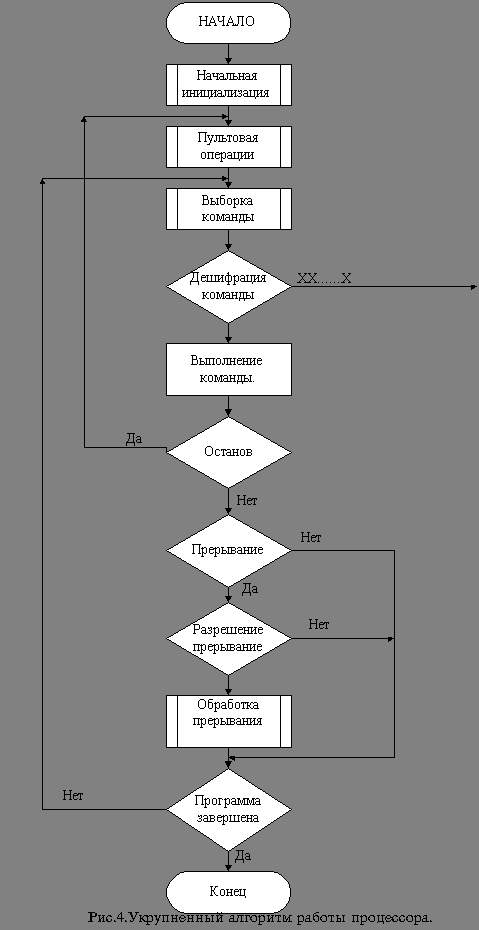 НАЧАЛО
Начальная
инициализация
Пультовая
операции
Выборка
команды
Дешифрация
команды
XX......X
Выполнение
команды.
Да
Останов
Нет
Прерывание
Нет
Да
Разрешение
прерывание
Нет
Обработка
прерывания
Нет
Программа
завершена
Да
Конец
Рис.4.Укрупнённый алгоритм работы процессора.